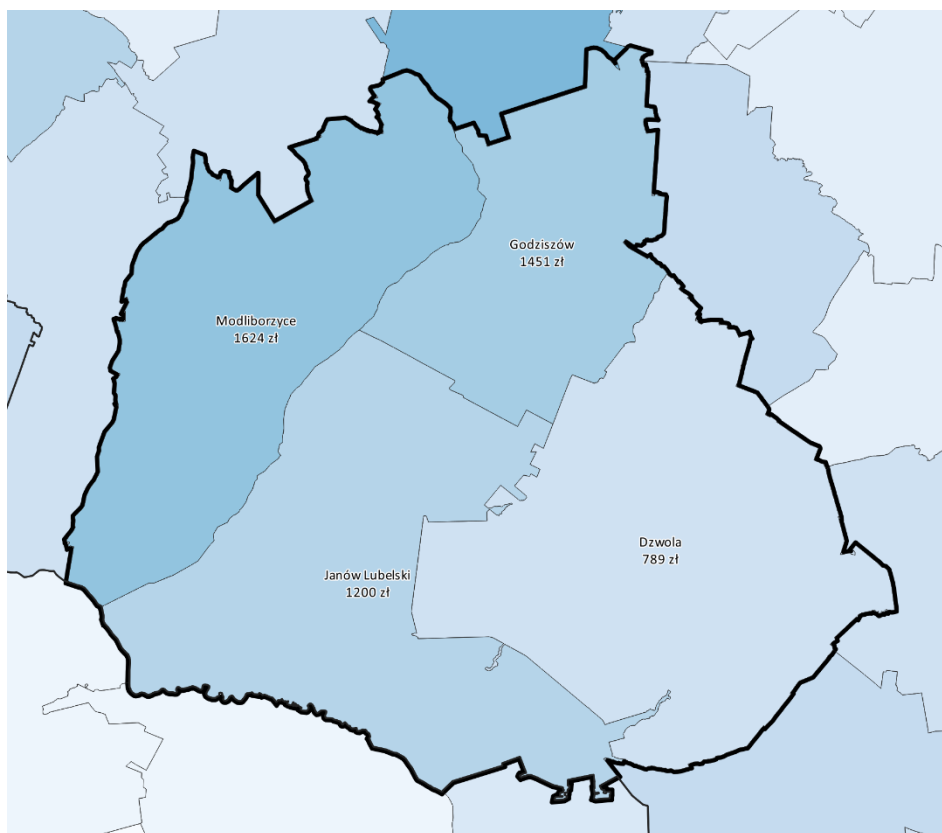 Godziszów
1451 zł
Modliborzyce
1624 zł
Dzwola
789 zł
Janów Lubelski
1200 zł